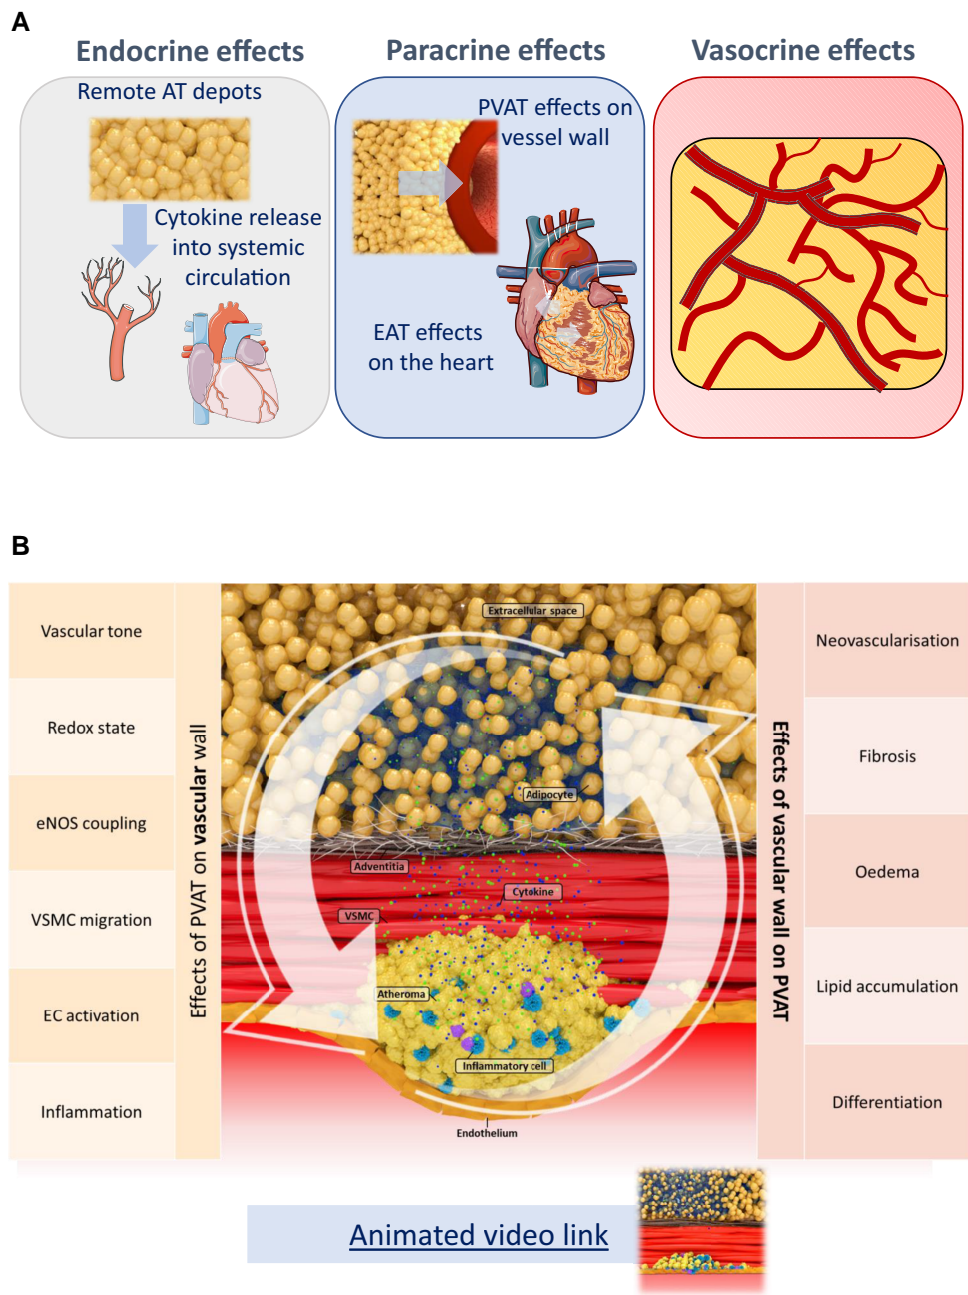 A
Endocrine effects
Remote AT depots
Cytokine release
into systemic
circulation
Paracrine effects
PVAT effects on
vessel wall
EAT effects
on the heart
Vasocrine effects
B
Vascular tone
Redox state
eNOS coupling
VSMC migration
EC activation
Inflammation
Effects of PVAT on vascular wall
Extracellular space
Adipocyte
Adventitia
Cytokine
VSMC
Atheroma
Inflammatory cell
Endothelium
Effects of vascular wall on PVAT
Neovascularisation
Fibrosis
Oedema
Lipid accumulation
Differentiation
Animated video link